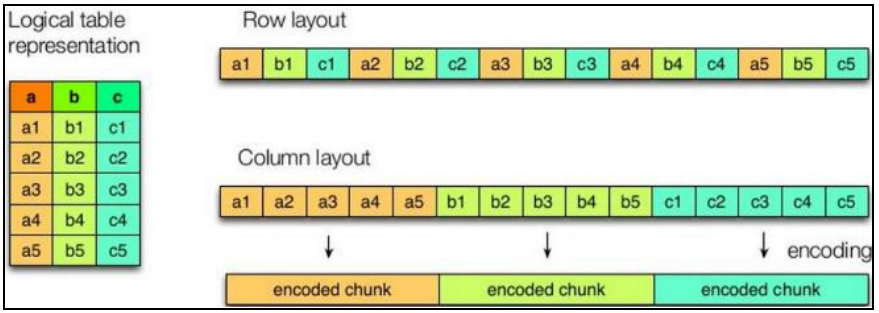 Logical table
representation
a b c
a1 b1 c1
a2 b2 c2
a3 b3 c3
a4 b4 c4
a5 b5 c5
Row layout
a1 b1 c1 a2 b2 c2 a3 b3 c3 a4 b4 c4 a5 b5 c5
Column layout
a1 a2 a3 a4 a5 b1 b2 b3 b4 b5 c1 c2 c3 c4 c5
encoding
encoded chunk encoded chunk encoded chunk